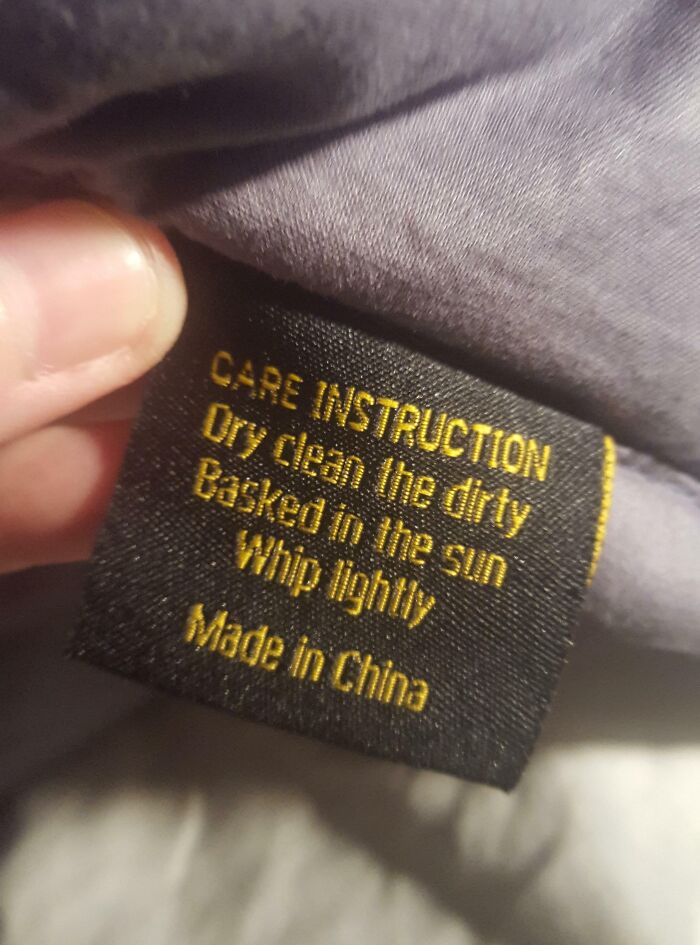 CARE INSTRUCTION
Dry clean the dirty
Basked in the sun
Whip lightly
Made in China